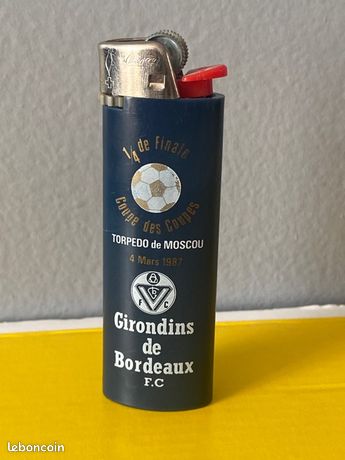 1/4 de Finale
Coupe des Coupes
TORPEDO de MOSCOU
4 Mars 1987
Girondins
de
Bordeaux
F.C
leboncoin